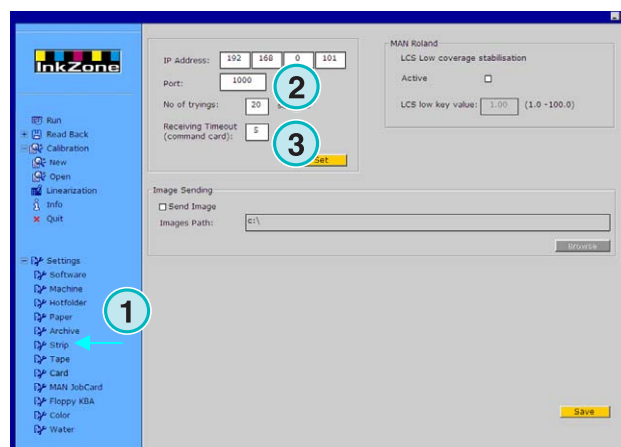 InkZone
Run
Read Back
Calibration
New
Open
Linearization
Info
Quit
Settings
Software
Machine
Hotfolder
Paper
Archive
Strip
Tape
Card
MAN JobCard
Floppy KBA
Color
Water
1
IP Address: 192 168 0 101
Port: 1000
2
No of tryings: 20
Receiving Timeout
(command card): 5
3
Set
MAN Roland
LCS Low coverage stabilisation
Active
LCS low key value: 1.00 (1.0 -100.0)
Image Sending
Send Image
Images Path: c:\
Browse
Save